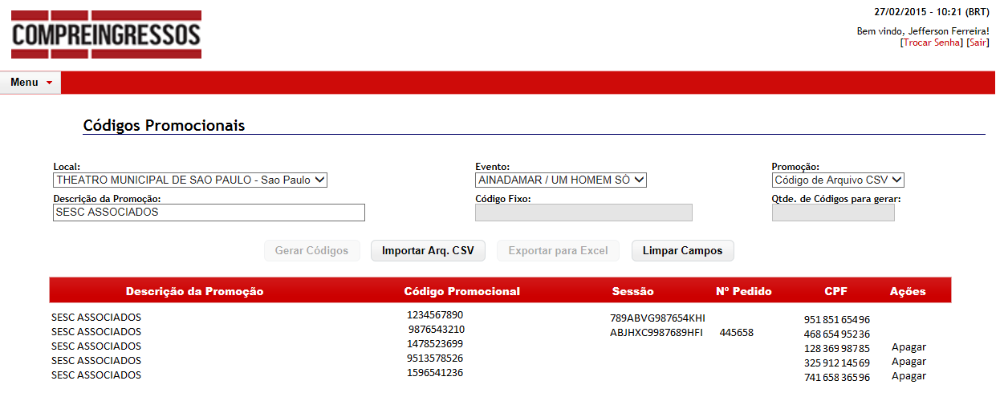 COMPREINGRESSOS
27/02/2015 - 10:21 (BRT)
Bem vindo, Jefferson Ferreira!
[Trocar Senha] [Sair]
Menu
Códigos Promocionais
Local: Evento: Promoção:
THEATRO MUNICIPAL DE SAO PAULO - Sao Paulo AINADAMAR / UM HOMEM SÓ Código de Arquivo CSV
Descrição da Promoção: Código Fixo: Qtde. de Códigos para gerar:
SESC ASSOCIADOS
Gerar Códigos Importar Arq. CSV Exportar para Excel Limpar Campos
Descrição da Promoção Código Promocional Sessão Nº Pedido CPF Ações
SESC ASSOCIADOS 1234567890 789ABVG987654KHI 951 851 654 96
SESC ASSOCIADOS 9876543210 ABJHXC9987689HFI 445658 468 654 952 36
SESC ASSOCIADOS 1478523699 128 369 987 85 Apagar
SESC ASSOCIADOS 9513578526 325 912 145 69 Apagar
SESC ASSOCIADOS 1596541236 741 658 365 96 Apagar